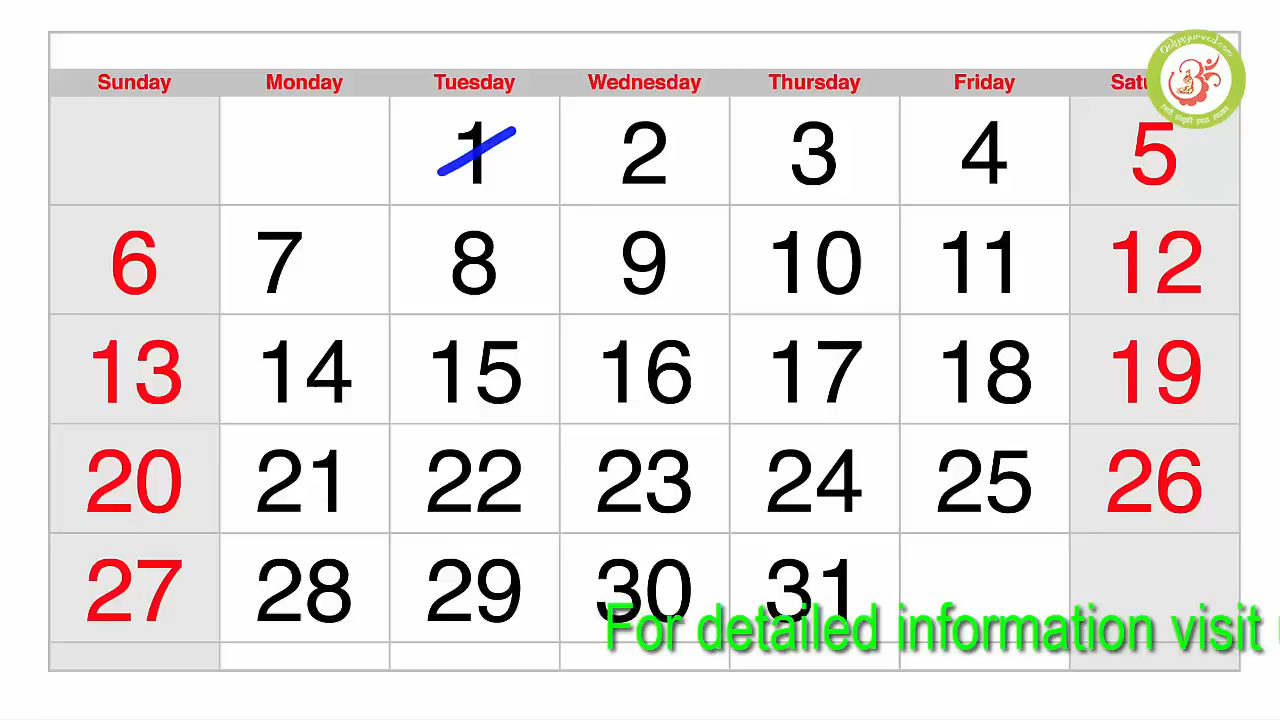 Onlyayurved.com
Sunday Monday Tuesday Wednesday Thursday Friday
1 2 3 4 5
6 7 8 9 10 11 12
13 14 15 16 17 18 19
20 21 22 23 24 25 26
27 28 29 30 31
For detailed information visit